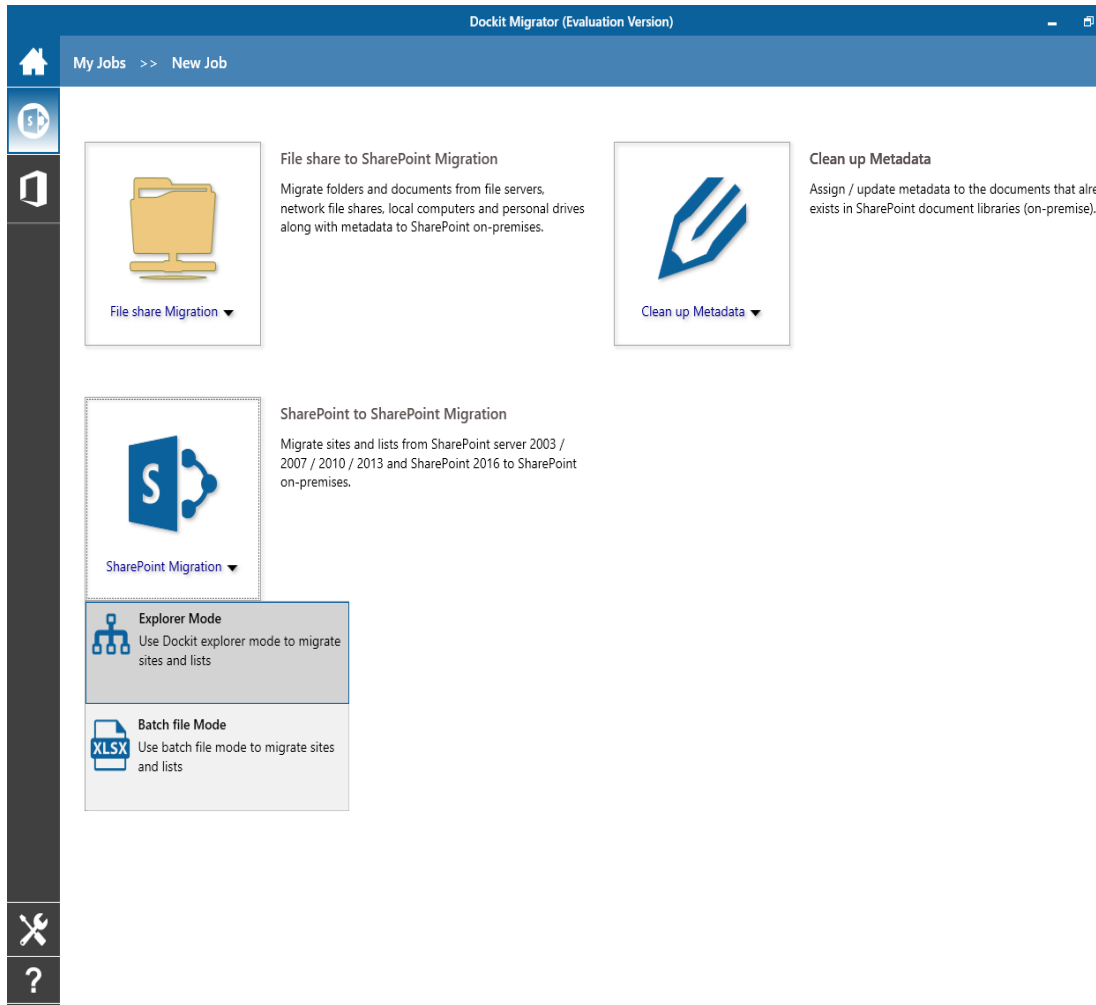 Dockit Migrator (Evaluation Version)
My Jobs >> New Job
File share to SharePoint Migration
Migrate folders and documents from file servers,
network file shares, local computers and personal drives
along with metadata to SharePoint on-premises.
File share Migration
Clean up Metadata
Assign / update metadata to the documents that alre
exists in SharePoint document libraries (on-premise).
Clean up Metadata
SharePoint to SharePoint Migration
Migrate sites and lists from SharePoint server 2003 /
2007 / 2010 / 2013 and SharePoint 2016 to SharePoint
on-premises.
S
SharePoint Migration
Explorer Mode
Use Dockit explorer mode to migrate
sites and lists
Batch file Mode
XLSX
Use batch file mode to migrate sites
and lists
S
?